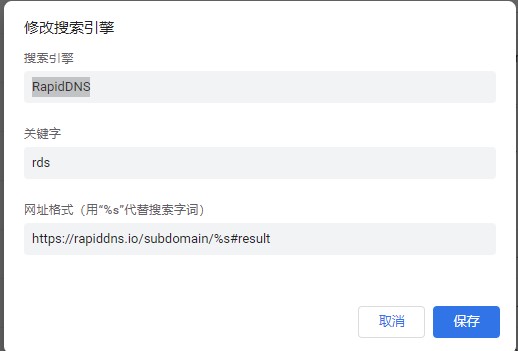 修改搜索引擎
搜索引擎
RapidDNS
关键字
rds
网址格式（用“%s”代替搜索字词）
https://rapiddns.io/subdomain/%s#result
取消
保存